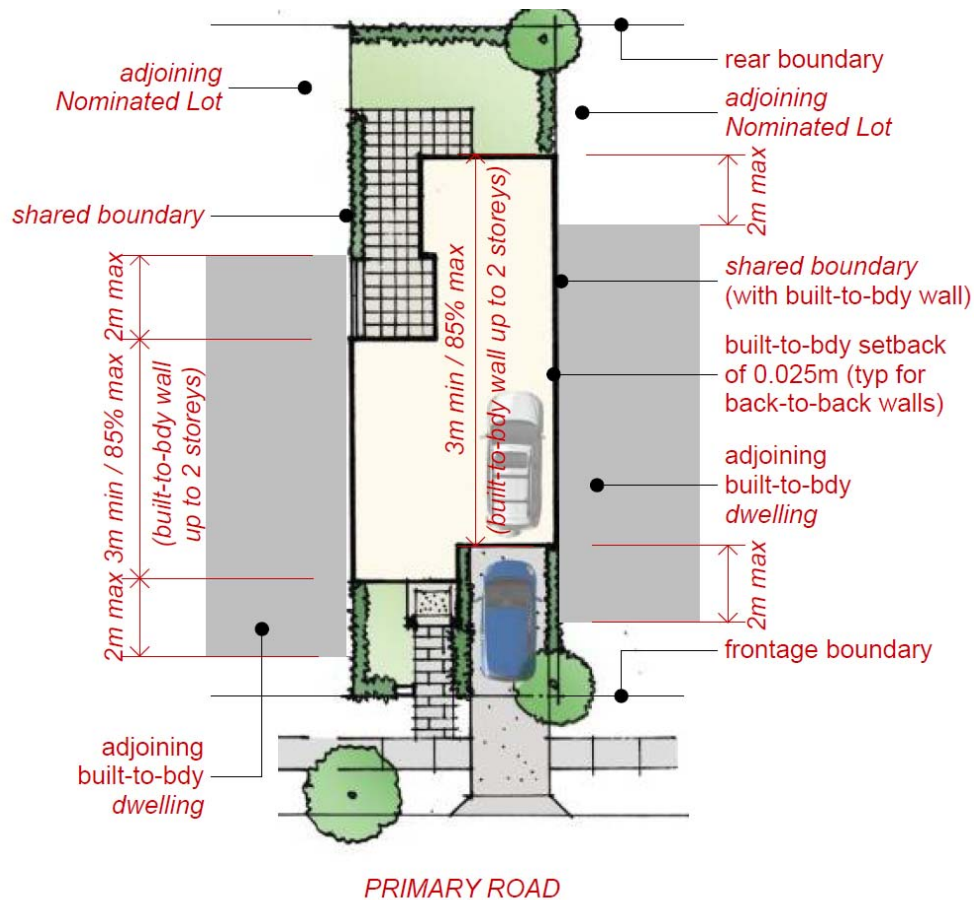 rear boundary
adjoining
Nominated Lot
adjoining
Nominated Lot
2m max
shared boundary
shared boundary
(with built-to-bdy wall)
2m max
3m min / 85% max
(built-to-bdy wall up to 2 storeys)
built-to-bdy setback
of 0.025m (typ for
back-to-back walls)
3m min / 85% max
(built-to-bdy wall
up to 2 storeys)
adjoining
built-to-bdy
dwelling
2m max
2m max
frontage boundary
adjoining
built-to-bdy
dwelling
PRIMARY ROAD